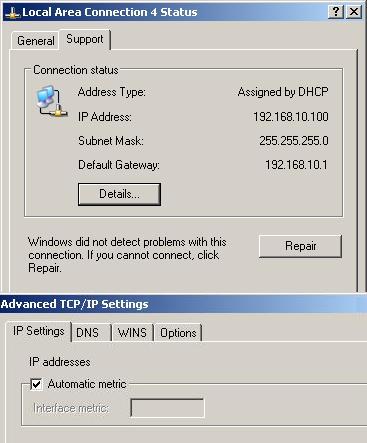 Local Area Connection 4 Status
General Support
Connection status
Address Type: Assigned by DHCP
IP Address: 192.168.10.100
Subnet Mask: 255.255.255.0
Default Gateway: 192.168.10.1
Details...
Windows did not detect problems with this
connection. If you cannot connect, click
Repair.
Repair
Advanced TCP/IP Settings
IP Settings DNS WINS Options
IP addresses
Automatic metric
Interface metric: